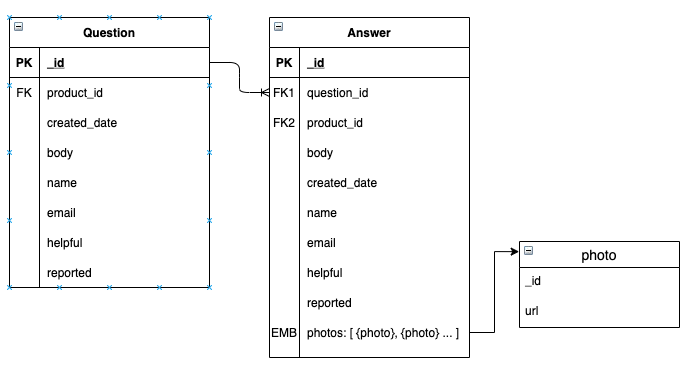 Question
PK _id
FK product_id
created_date
body
name
email
helpful
reported
Answer
PK _id
FK1 question_id
FK2 product_id
body
created_date
name
email
helpful
reported
EMB photos: [ {photo}, {photo} ... ]
photo
_id
url